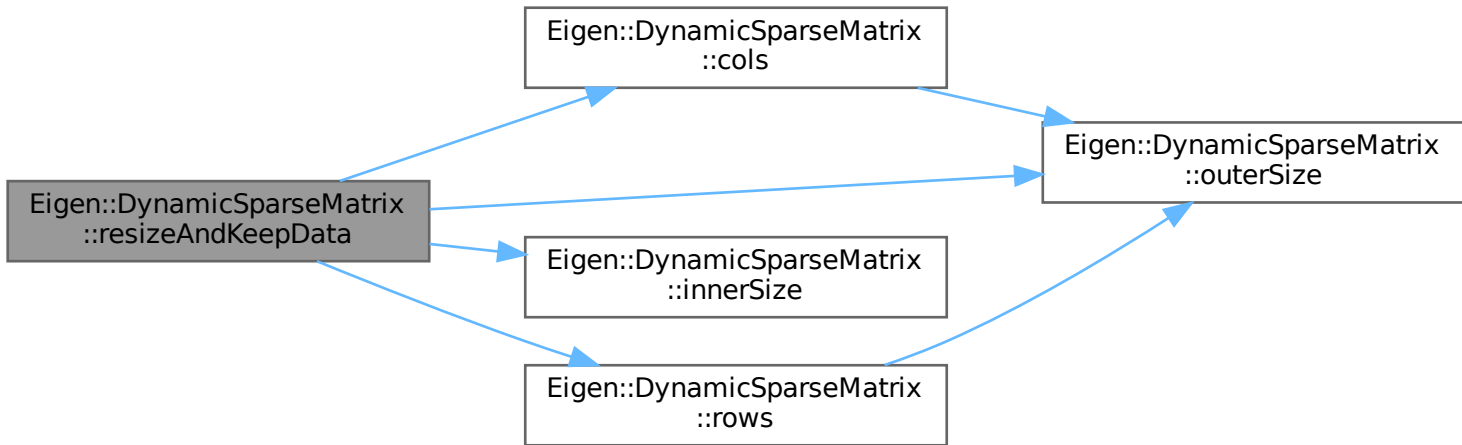 Eigen::DynamicSparseMatrix
::resizeAndKeepData
Eigen::DynamicSparseMatrix
::cols
Eigen::DynamicSparseMatrix
::outerSize
Eigen::DynamicSparseMatrix
::innerSize
Eigen::DynamicSparseMatrix
::rows